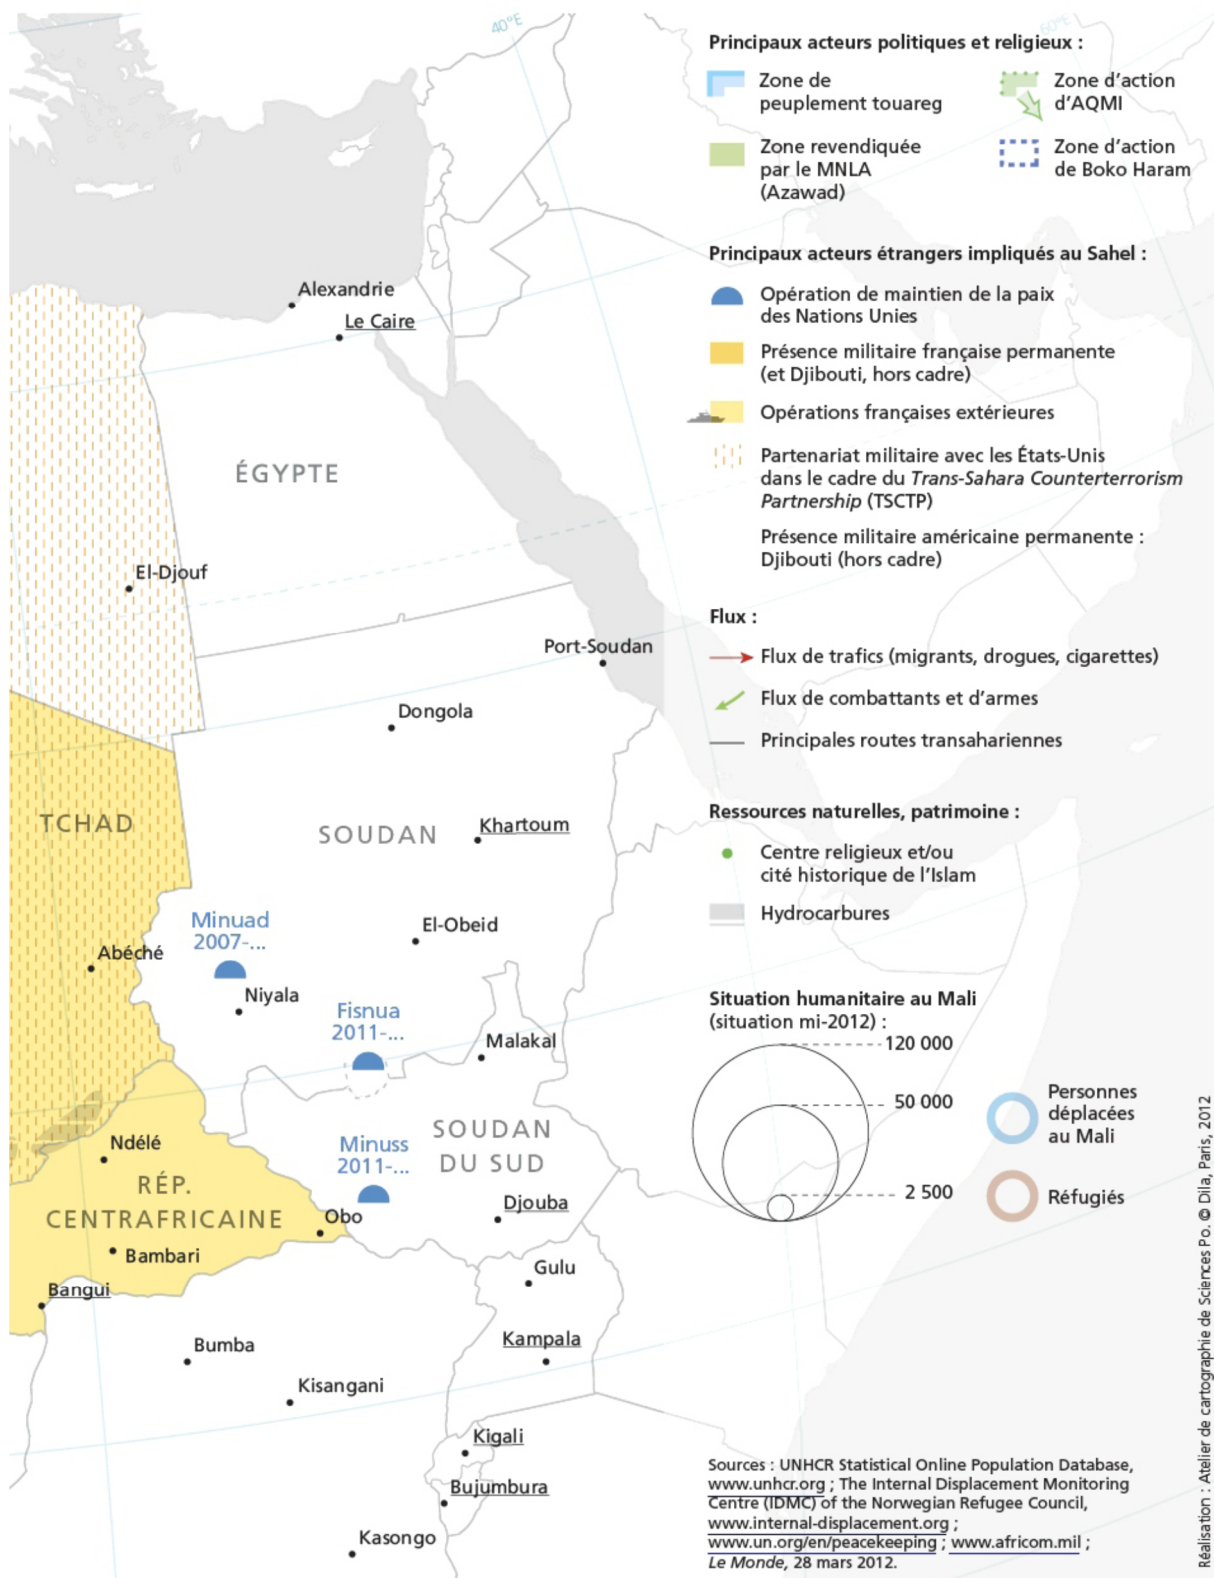 40°E
60°E
Principaux acteurs politiques et religieux :
Zone de
peuplement touareg
Zone d'action
d'AQMI
Zone revendiquée
par le MNLA
(Azawad)
Zone d'action
de Boko Haram
Principaux acteurs étrangers impliqués au Sahel :
Opération de maintien de la paix
des Nations Unies
Présence militaire française permanente
(et Djibouti, hors cadre)
Opérations françaises extérieures
Partenariat militaire avec les États-Unis
dans le cadre du Trans-Sahara Counterterrorism
Partnership (TSCTP)
Présence militaire américaine permanente :
Djibouti (hors cadre)
Flux :
Flux de trafics (migrants, drogues, cigarettes)
Flux de combattants et d'armes
Principales routes transahariennes
Ressources naturelles, patrimoine :
Centre religieux et/ou
cité historique de l'Islam
Hydrocarbures
Situation humanitaire au Mali
(situation mi-2012) :
120 000
50 000
2 500
Personnes
déplacées
au Mali
Réfugiés
Alexandrie
Le Caire
ÉGYPTE
El-Djouf
Port-Soudan
Dongola
TCHAD
SOUDAN
Khartoum
Minuad
2007-...
El-Obeid
Abéché
Niyala
Fisnua
2011-...
Malakal
SOUDAN
DU SUD
Ndélé
Minuss
2011-...
RÉP.
CENTRAFRICAINE
Djouba
Obo
Bambari
Gulu
Bangui
Kampala
Bumba
Kisangani
Kigali
Bujumbura
Kasongo
Sources : UNHCR Statistical Online Population Database,
www.unhcr.org ; The Internal Displacement Monitoring
Centre (IDMC) of the Norwegian Refugee Council,
www.internal-displacement.org ;
www.un.org/en/peacekeeping ; www.africom.mil ;
Le Monde, 28 mars 2012.
Réalisation : Atelier de cartographie de Sciences Po. © Dila, Paris, 2012